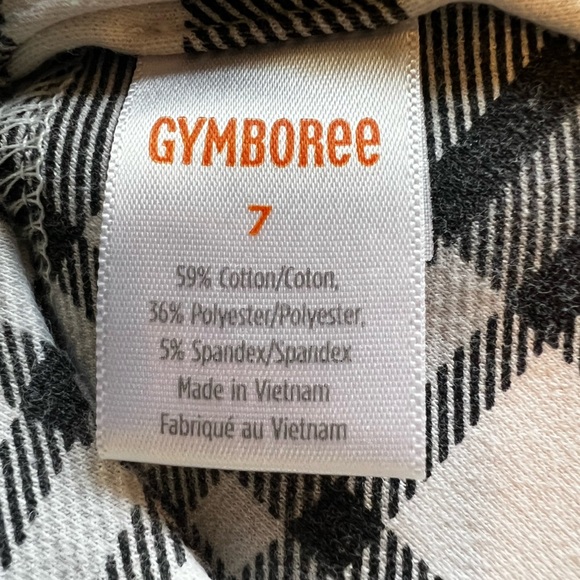 GYMBOREE
7
59% Cotton/Coton,
36% Polyester/Polyester,
5% Spandex/Spandex
Made in Vietnam
Fabriqué au Vietnam